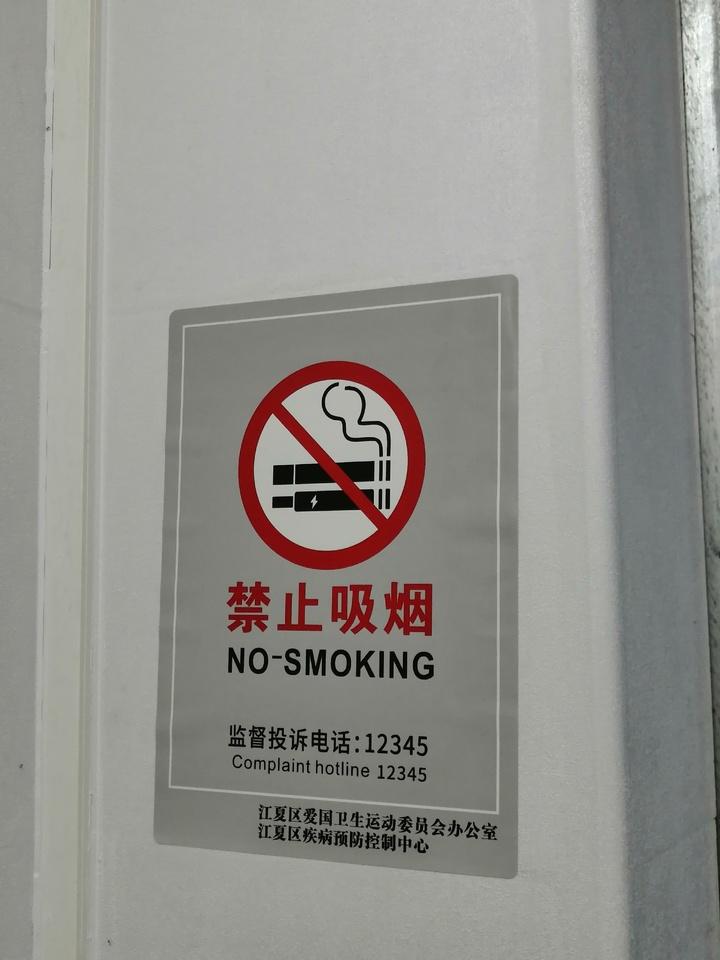 禁止吸烟
NO-SMOKING
监督投诉电话:12345
Complaint hotline 12345
江夏区爱国卫生运动委员会办公室
江夏区疾病预防控制中心